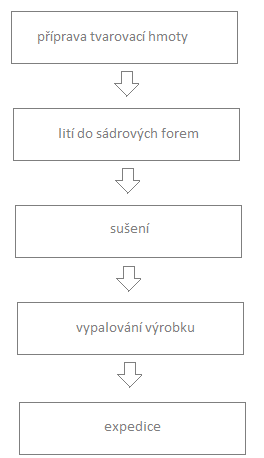 příprava tvarovací hmoty
lití do sádrových forem
sušení
vypalování výrobku
expedice